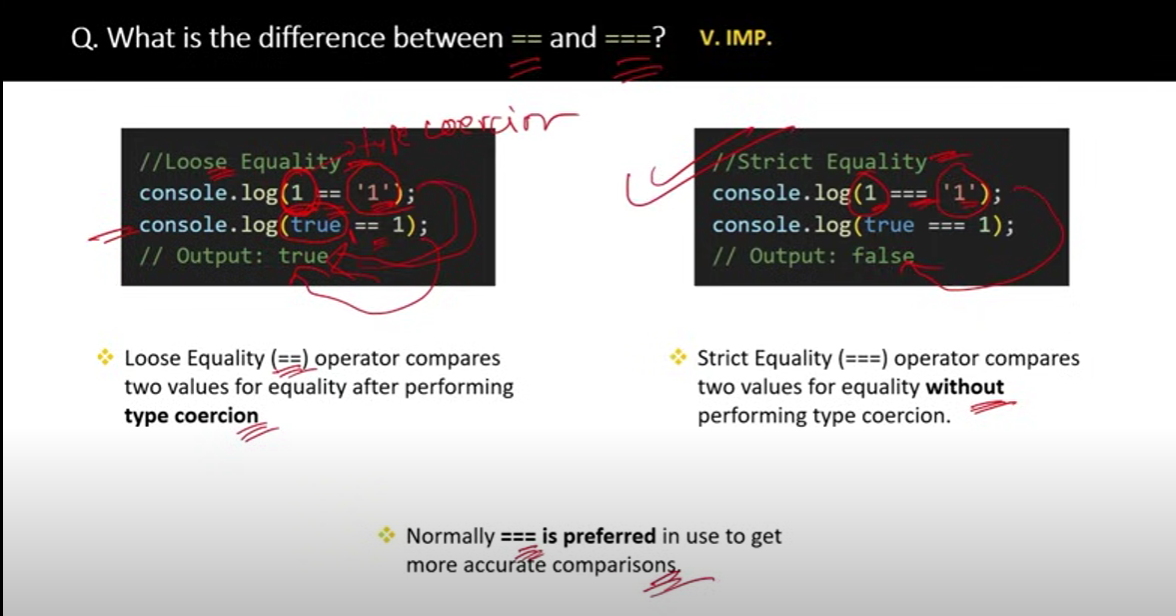 Q. What is the difference between == and ===? V. IMP.
type coercion
//Loose Equality
console.log(1 == '1');
console.log(true == 1);
// Output: true
//Strict Equality
console.log(1 === '1');
console.log(true === 1);
// Output: false
Loose Equality (==) operator compares
two values for equality after performing
type coercion
Strict Equality (===) operator compares
two values for equality without
performing type coercion.
Normally === is preferred in use to get
more accurate comparisons.